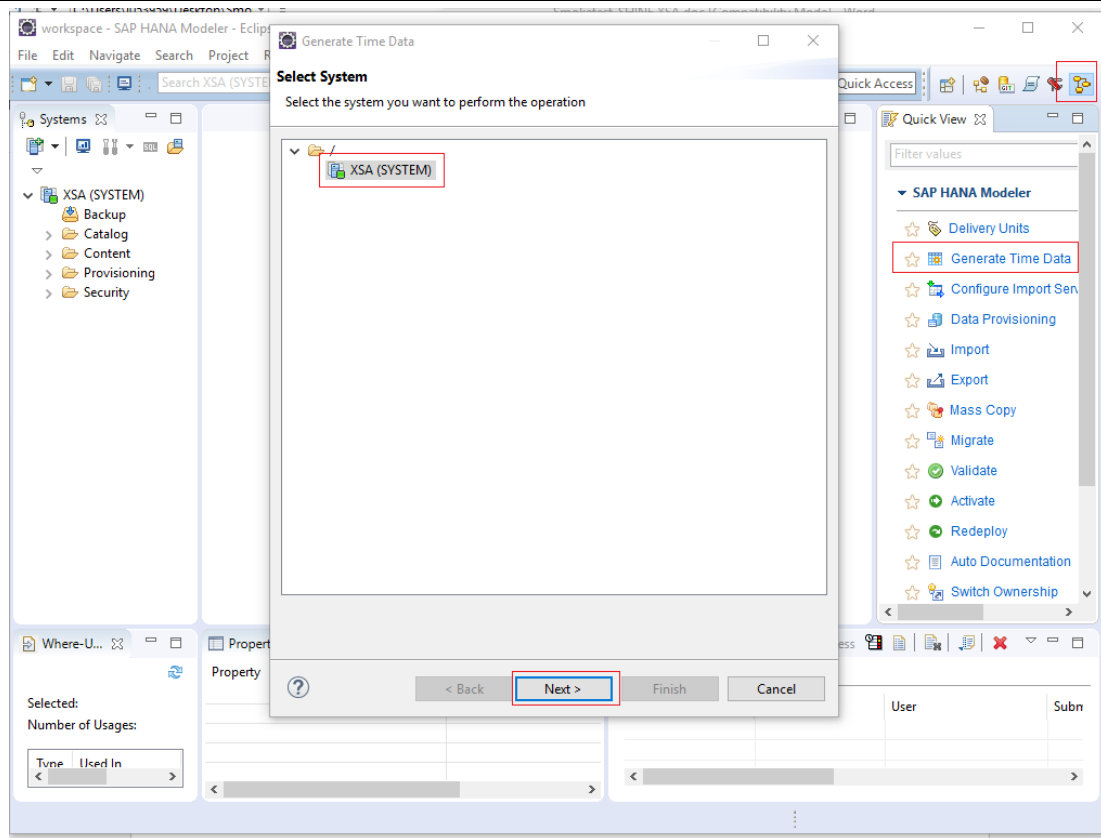 workspace - SAP HANA Modeler - Eclips
File Edit Navigate Search Project R
Search XSA (SYSTE
Quick Access
GIT
Systems
SQL
XSA (SYSTEM)
Backup
Catalog
Content
Provisioning
Security
Generate Time Data
Select System
Select the system you want to perform the operation
/
XSA (SYSTEM)
?
< Back
Next >
Finish
Cancel
Quick View
Filter values
SAP HANA Modeler
Delivery Units
Generate Time Data
Configure Import Serv
Data Provisioning
Import
Export
Mass Copy
Migrate
Validate
Activate
Redeploy
Auto Documentation
Switch Ownership
Where-U...
Selected:
Number of Usages:
Type Used In
Propert
Property
ess
User
Subm